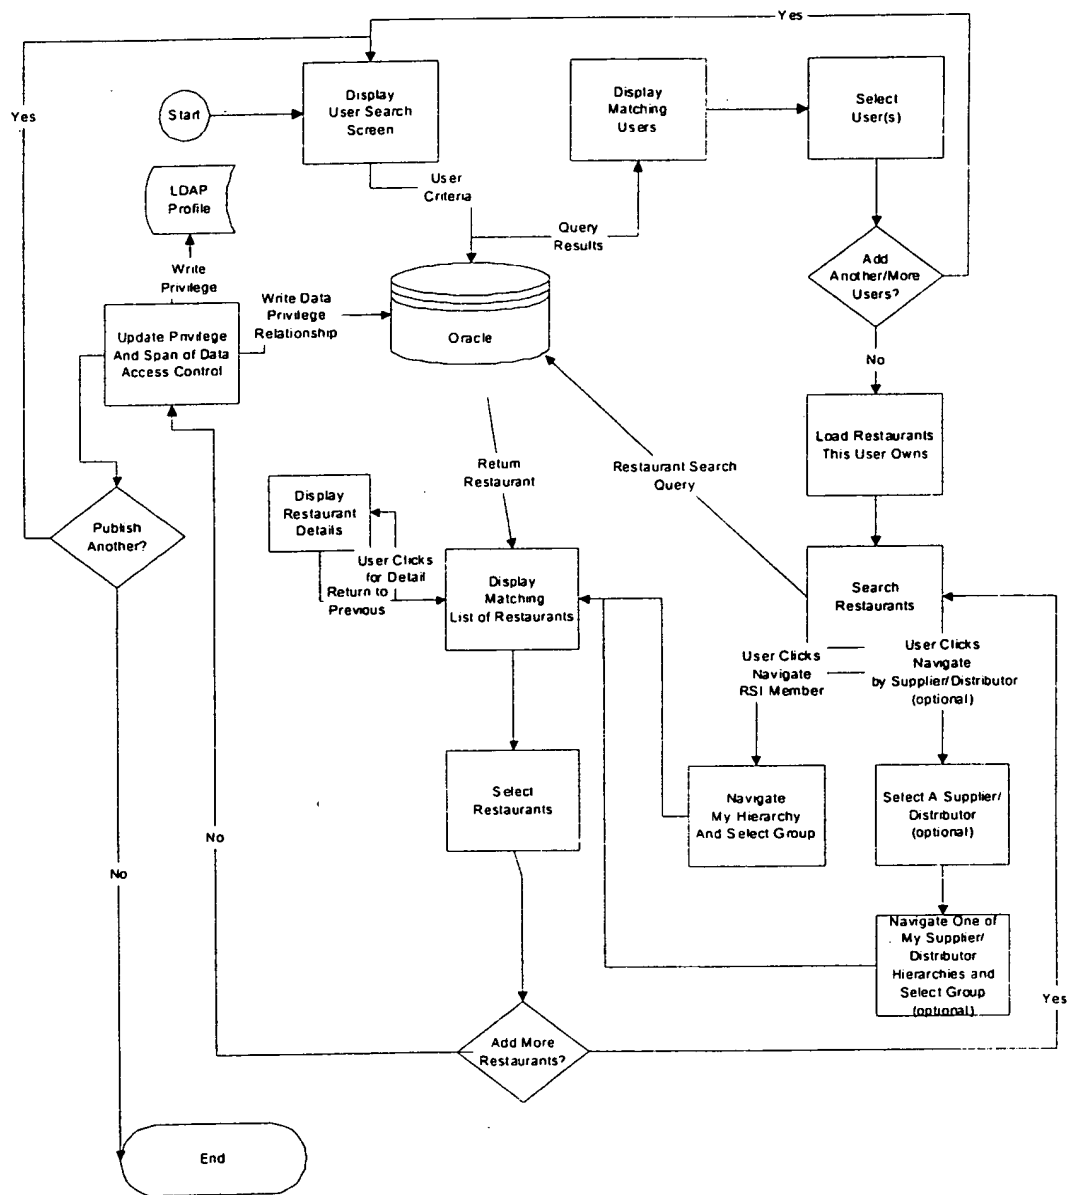 Yes
Yes
Start
Display
User Search
Screen
Display
Matching
Users
Select
User(s)
LDAP
Profile
User
Criteria
Query
Results
Write
Privilege
Add
Another/More
Users?
Write Data
Privilege
Relationship
Oracle
Update Privilege
And Span of Data
Access Control
No
Load Restaurants
This User Owns
Return
Restaurant
Restaurant Search
Query
Display
Restaurant
Details
Publish
Another?
User Clicks
for Detail
Return to
Previous
Display
Matching
List of Restaurants
Search
Restaurants
User Clicks
Navigate
RSI Member
User Clicks
Navigate
by Supplier/Distributor
(optional)
Select
Restaurants
Navigate
My Hierarchy
And Select Group
Select A Supplier/
Distributor
(optional)
No
No
Navigate One of
My Supplier/
Distributor
Hierarchies and
Select Group
(optional)
Yes
Add More
Restaurants?
End